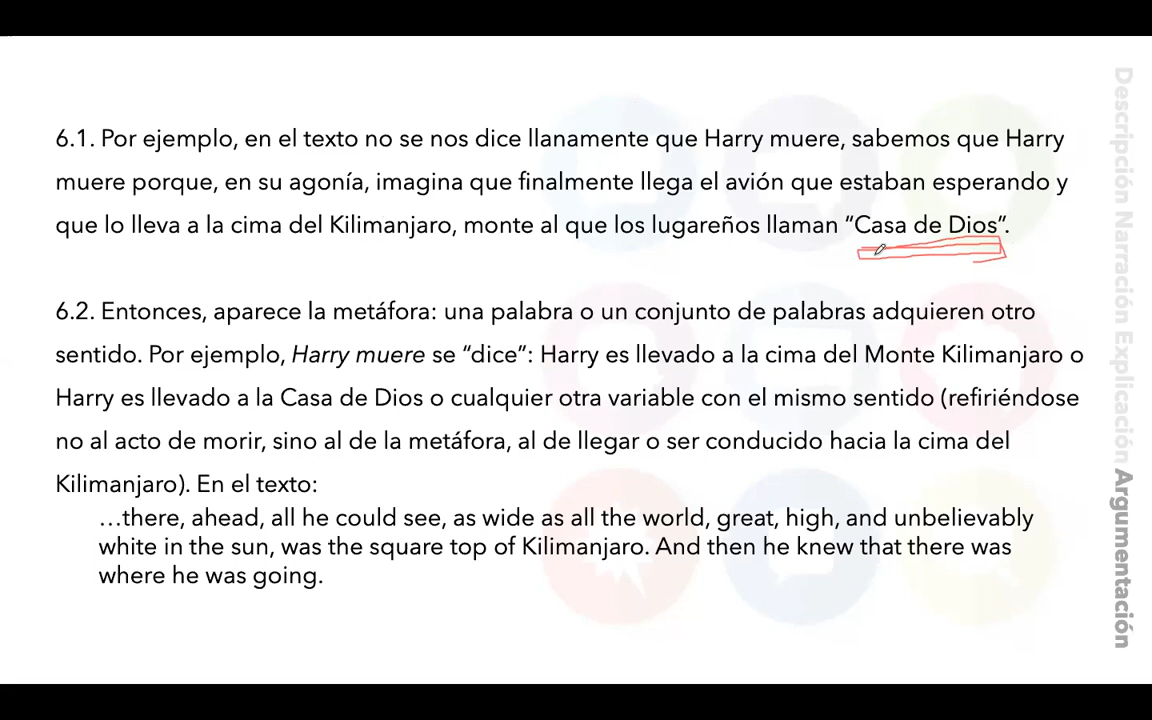 6.1. Por ejemplo, en el texto no se nos dice llanamente que Harry muere, sabemos que Harry
muere porque, en su agonía, imagina que finalmente llega el avión que estaban esperando y
que lo lleva a la cima del Kilimanjaro, monte al que los lugareños llaman “Casa de Dios”.
6.2. Entonces, aparece la metáfora: una palabra o un conjunto de palabras adquieren otro
sentido. Por ejemplo, Harry muere se “dice”: Harry es llevado a la cima del Monte Kilimanjaro o
Harry es llevado a la Casa de Dios o cualquier otra variable con el mismo sentido (refiriéndose
no al acto de morir, sino al de la metáfora, al de llegar o ser conducido hacia la cima del
Kilimanjaro). En el texto:
…there, ahead, all he could see, as wide as all the world, great, high, and unbelievably
white in the sun, was the square top of Kilimanjaro. And then he knew that there was
where he was going.
Descripción Narración Explicación Argumentación